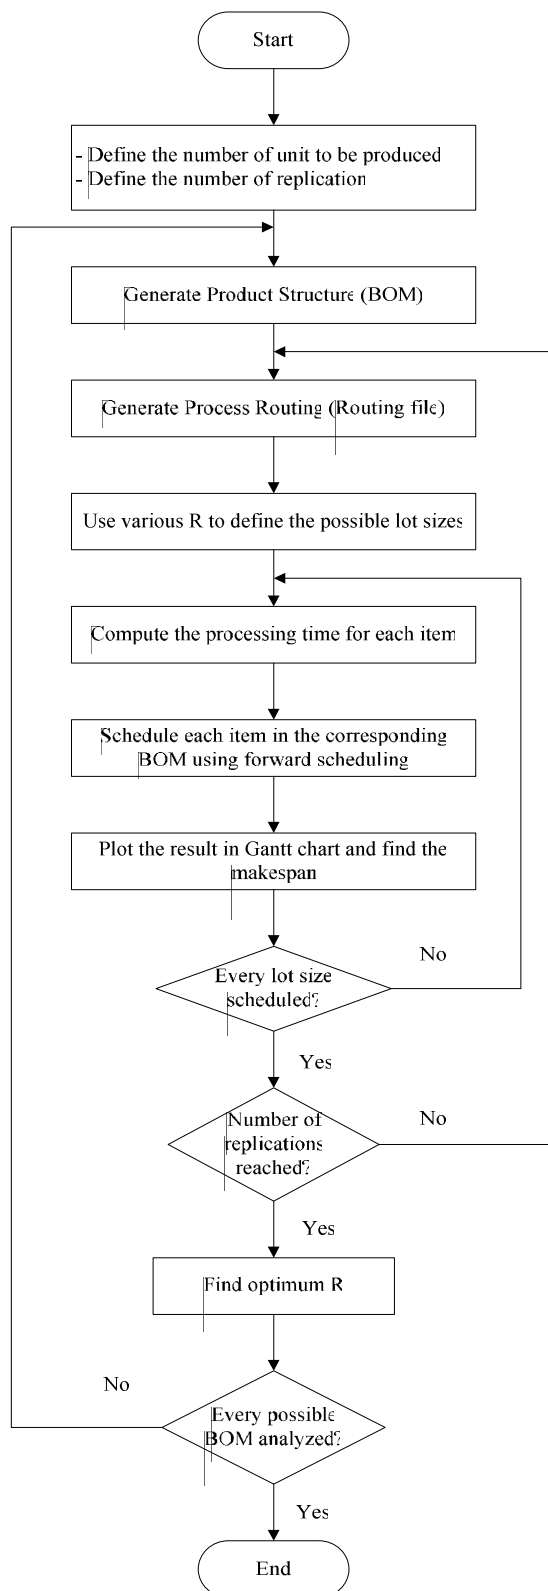 Start
- Define the number of unit to be produced
- Define the number of replication
Generate Product Structure (BOM)
Generate Process Routing (Routing file)
Use various R to define the possible lot sizes
Compute the processing time for each item
Schedule each item in the corresponding
BOM using forward scheduling
Plot the result in Gantt chart and find the
makespan
No
Every lot size
scheduled?
Yes
Number of
replications
reached?
No
Yes
Find optimum R
No
Every possible
BOM analyzed?
Yes
End